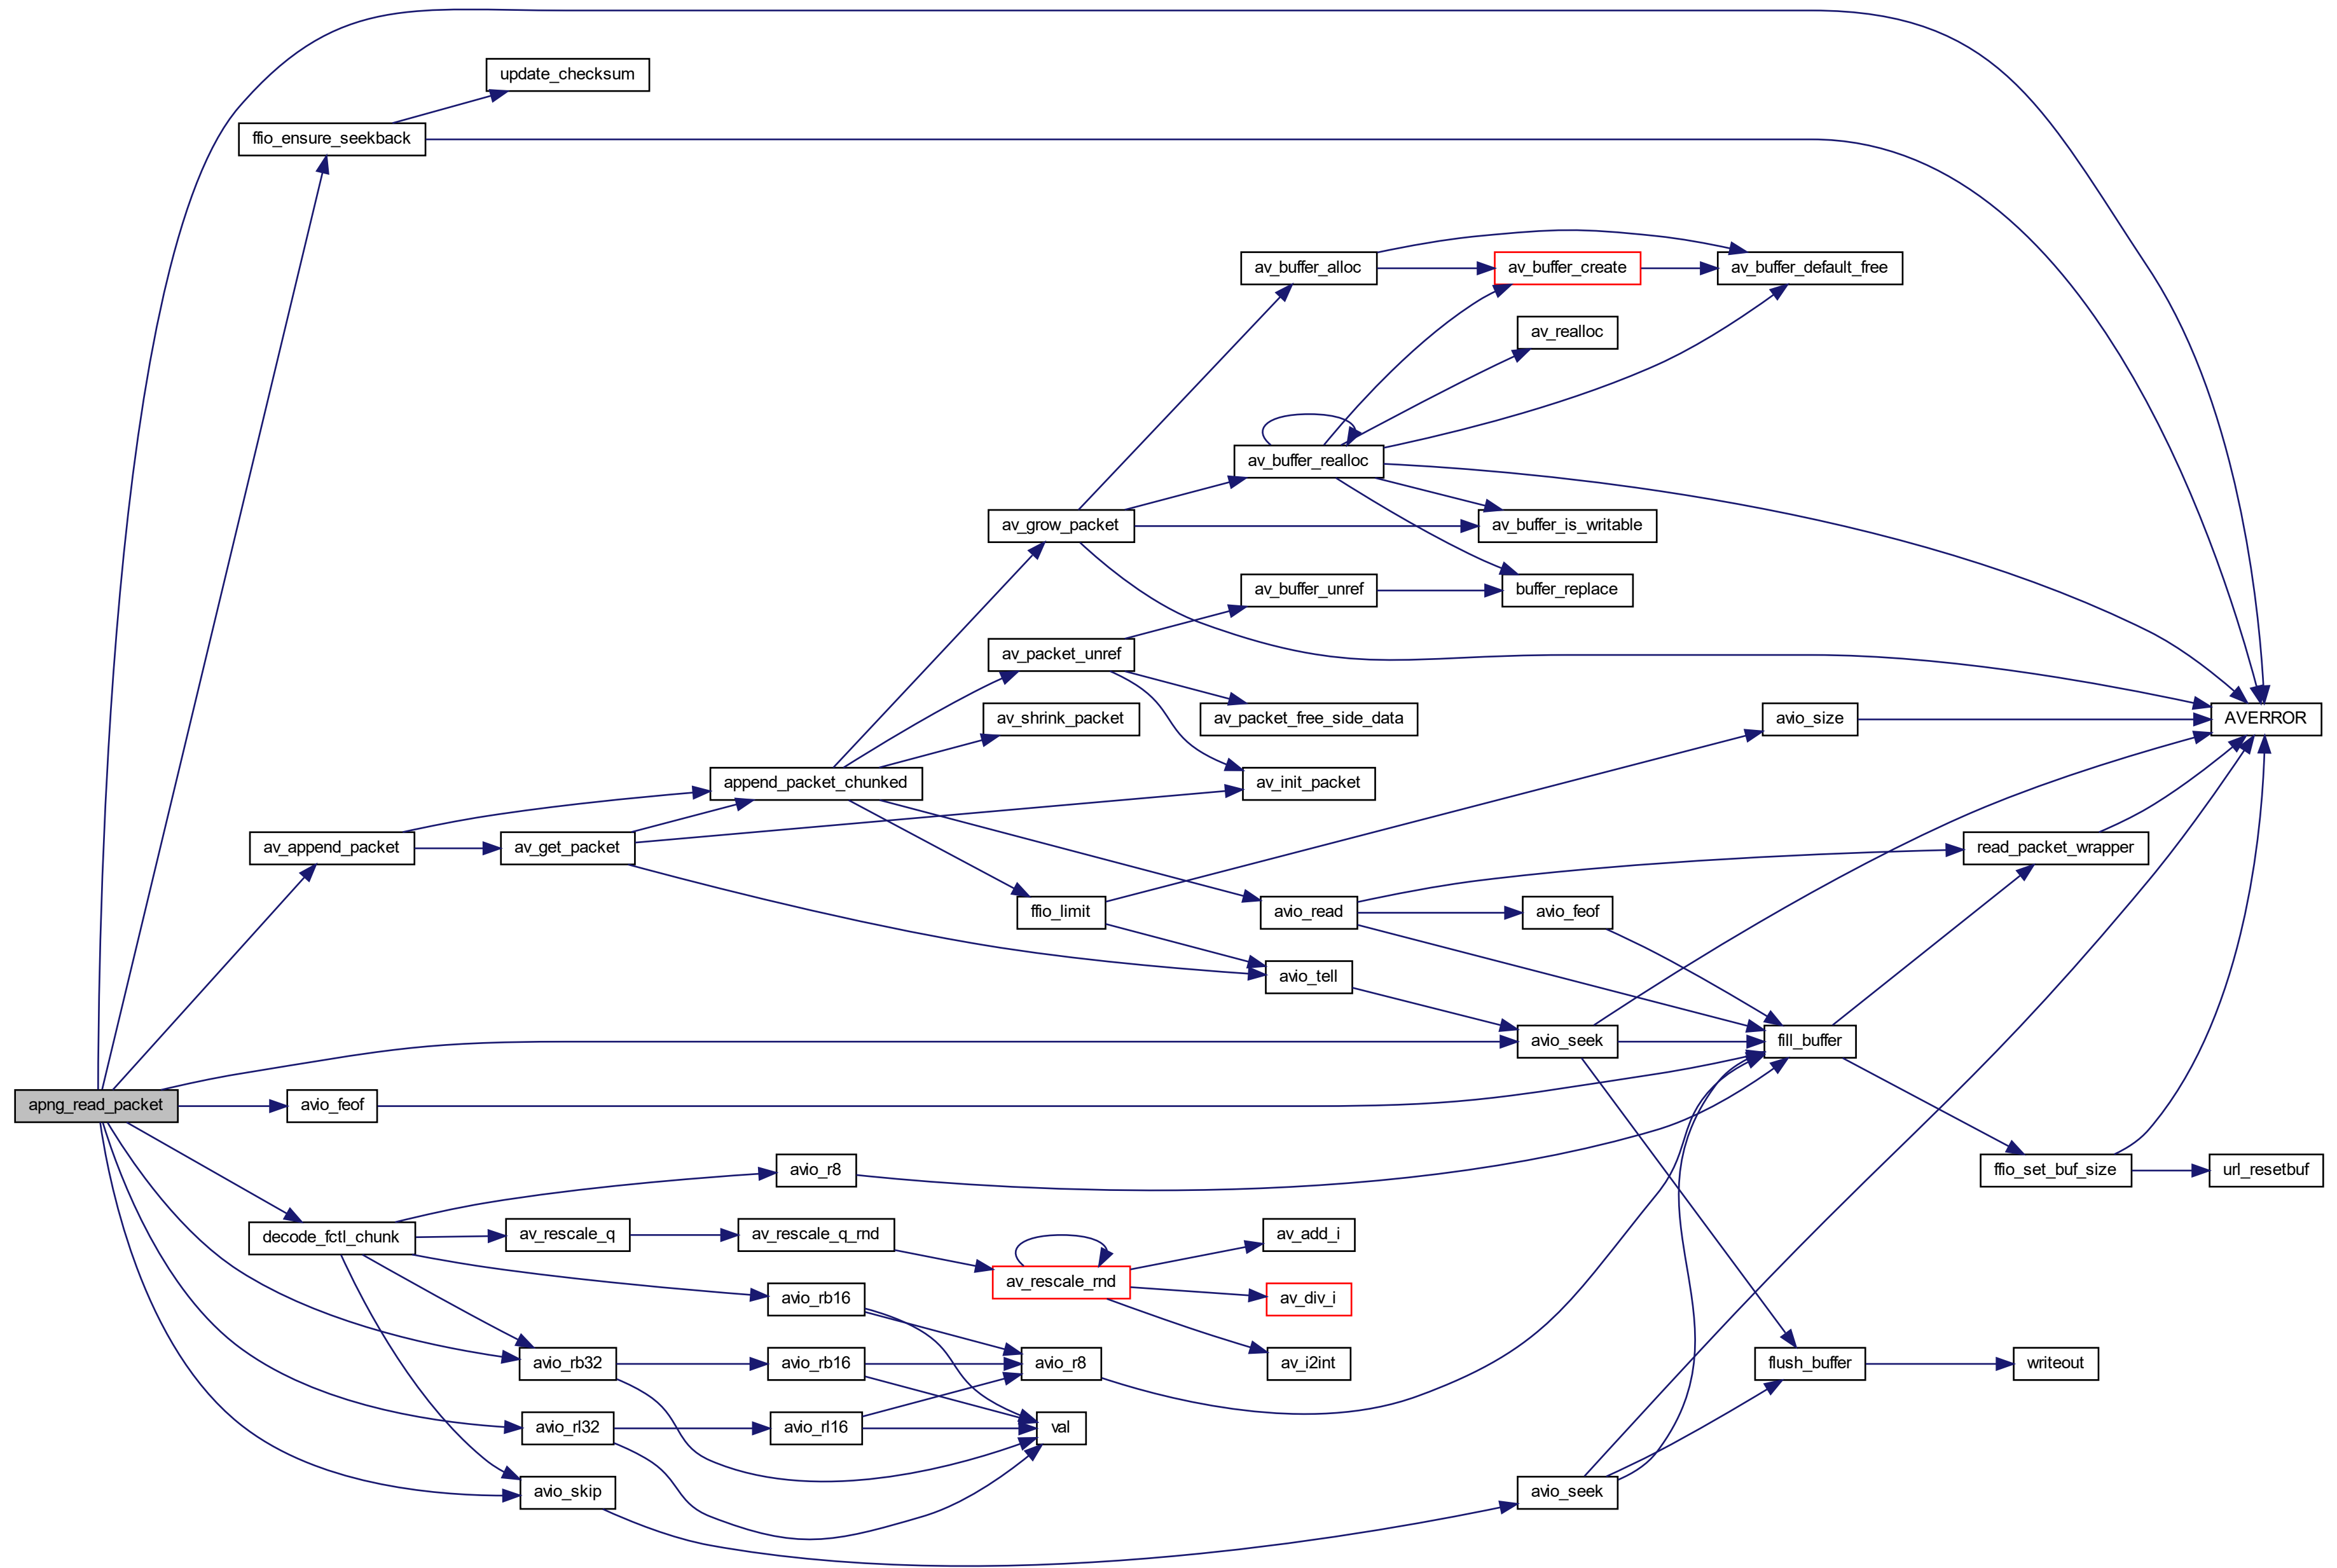 update_checksum
ffio_ensure_seekback
av_buffer_alloc
av_buffer_create
av_buffer_default_free
av_realloc
av_buffer_realloc
av_grow_packet
av_buffer_is_writable
av_buffer_unref
buffer_replace
av_packet_unref
av_shrink_packet
av_packet_free_side_data
avio_size
AVERROR
append_packet_chunked
av_init_packet
av_append_packet
av_get_packet
read_packet_wrapper
ffio_limit
avio_read
avio_feof
avio_tell
avio_seek
fill_buffer
apng_read_packet
avio_feof
avio_r8
ffio_set_buf_size
url_resetbuf
decode_fctl_chunk
av_rescale_q
av_rescale_q_rnd
av_add_i
av_rescale_rnd
avio_rb16
av_div_i
avio_rb32
avio_rb16
avio_r8
av_i2int
flush_buffer
writeout
avio_rl32
avio_rl16
val
avio_skip
avio_seek